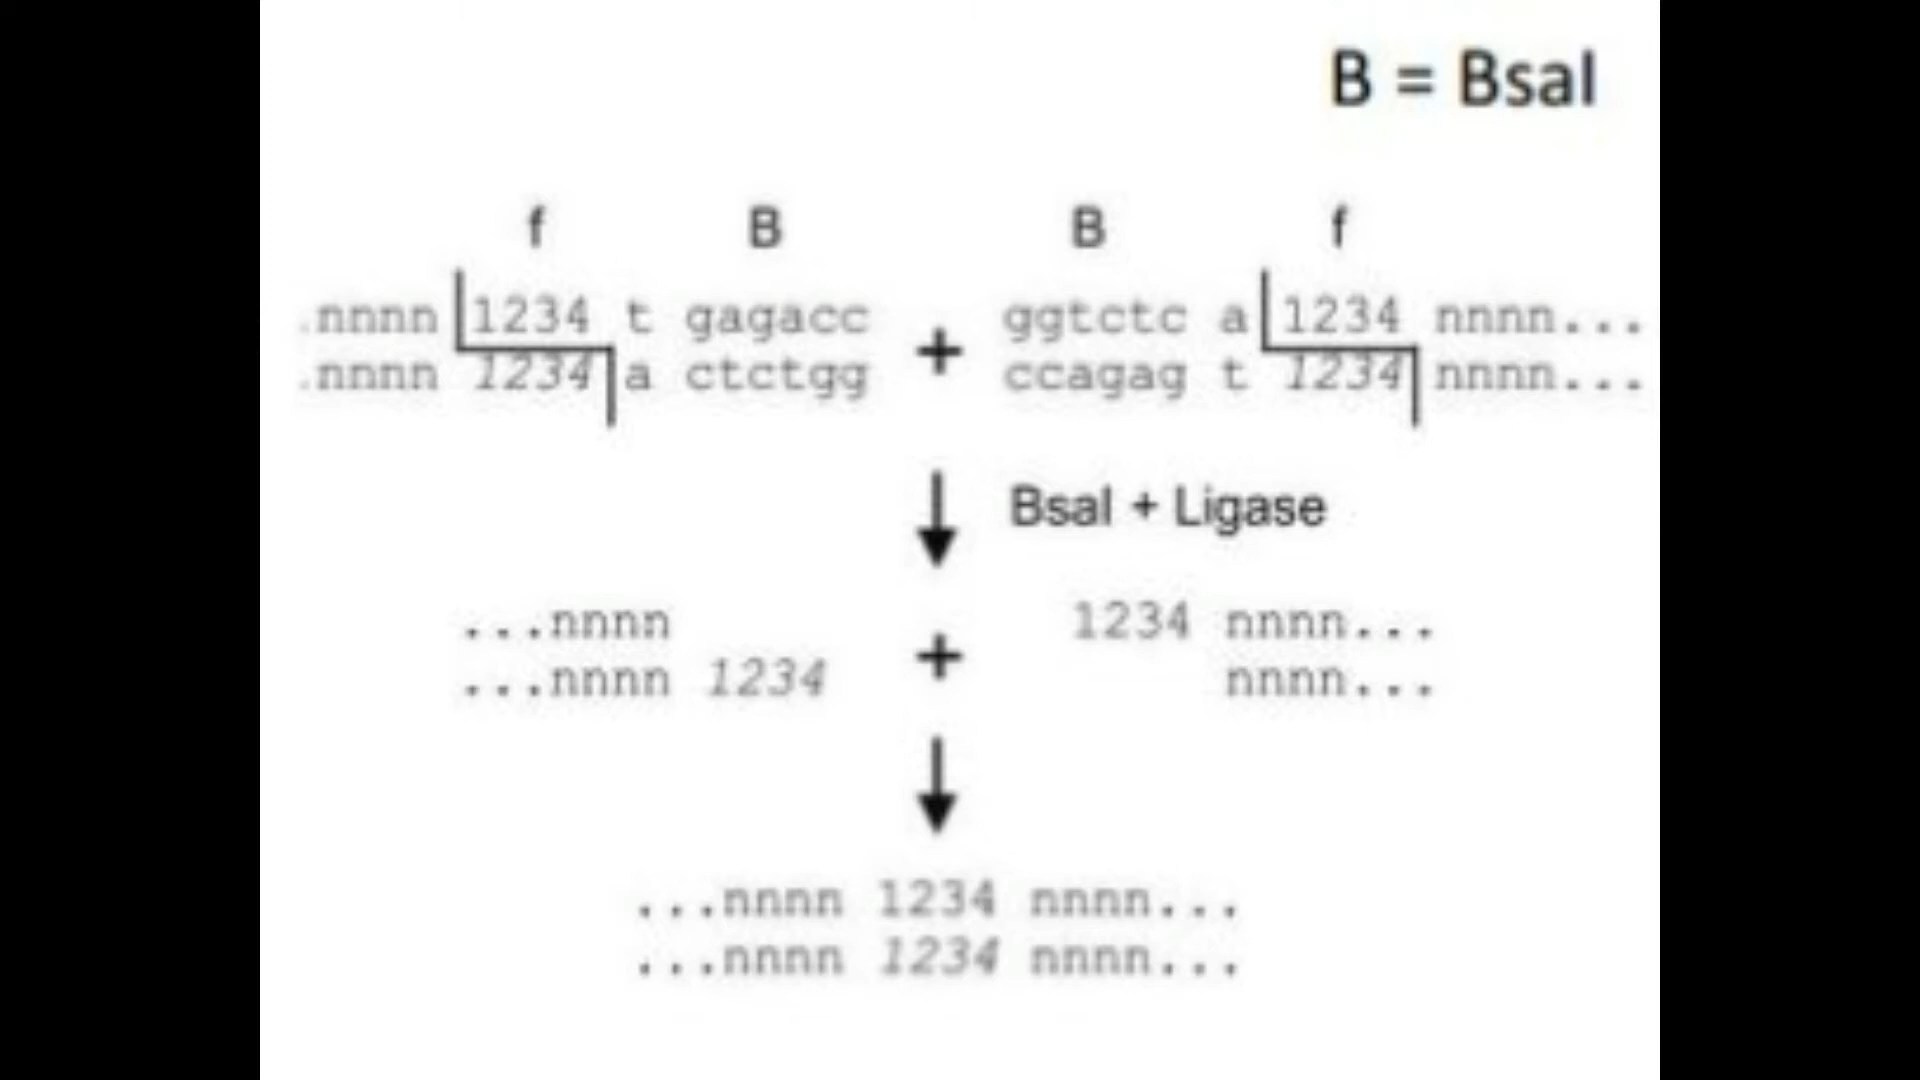 B = BsaI
f B B f
.nnnn 1234 t gagacc + ggtctc a 1234 nnnn...
.nnnn 1234 a ctctgg ccagag t 1234 nnnn...
BsaI + Ligase
...nnnn + 1234 nnnn...
...nnnn 1234 nnnn...
...nnnn 1234 nnnn...
...nnnn 1234 nnnn...